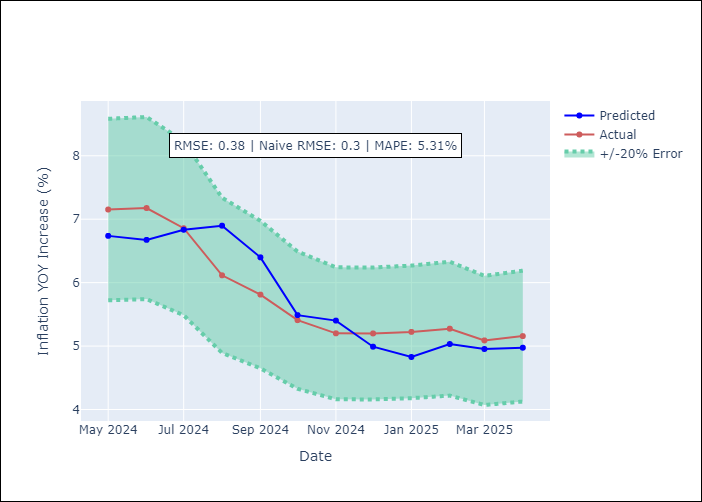 Predicted
Actual
+/-20% Error
RMSE: 0.38 | Naive RMSE: 0.3 | MAPE: 5.31%
Inflation YOY Increase (%)
8
7
6
5
4
May 2024
Jul 2024
Sep 2024
Nov 2024
Jan 2025
Mar 2025
Date